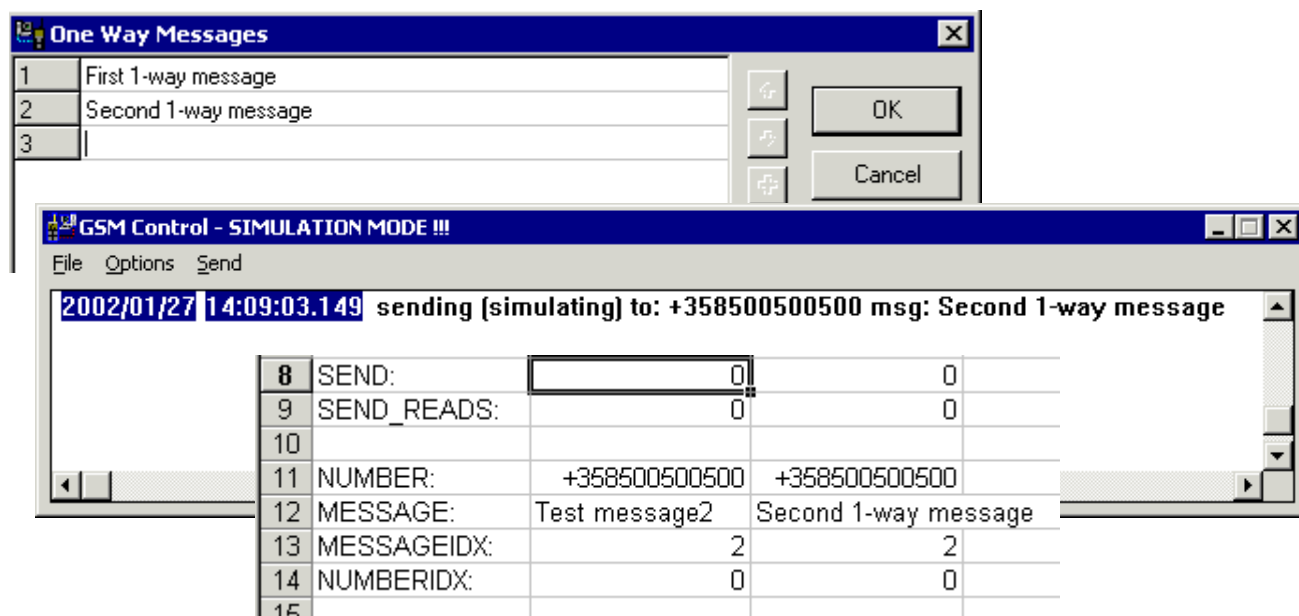 One Way Messages
1 First 1-way message
2 Second 1-way message
3
OK
Cancel
GSM Control - SIMULATION MODE !!!
File Options Send
2002/01/27 14:09:03.149 sending (simulating) to: +358500500500 msg: Second 1-way message
8 SEND: 0 0
9 SEND_READS: 0 0
10
11 NUMBER: +358500500500 +358500500500
12 MESSAGE: Test message2 Second 1-way message
13 MESSAGEIDX: 2 2
14 NUMBERIDX: 0 0
15